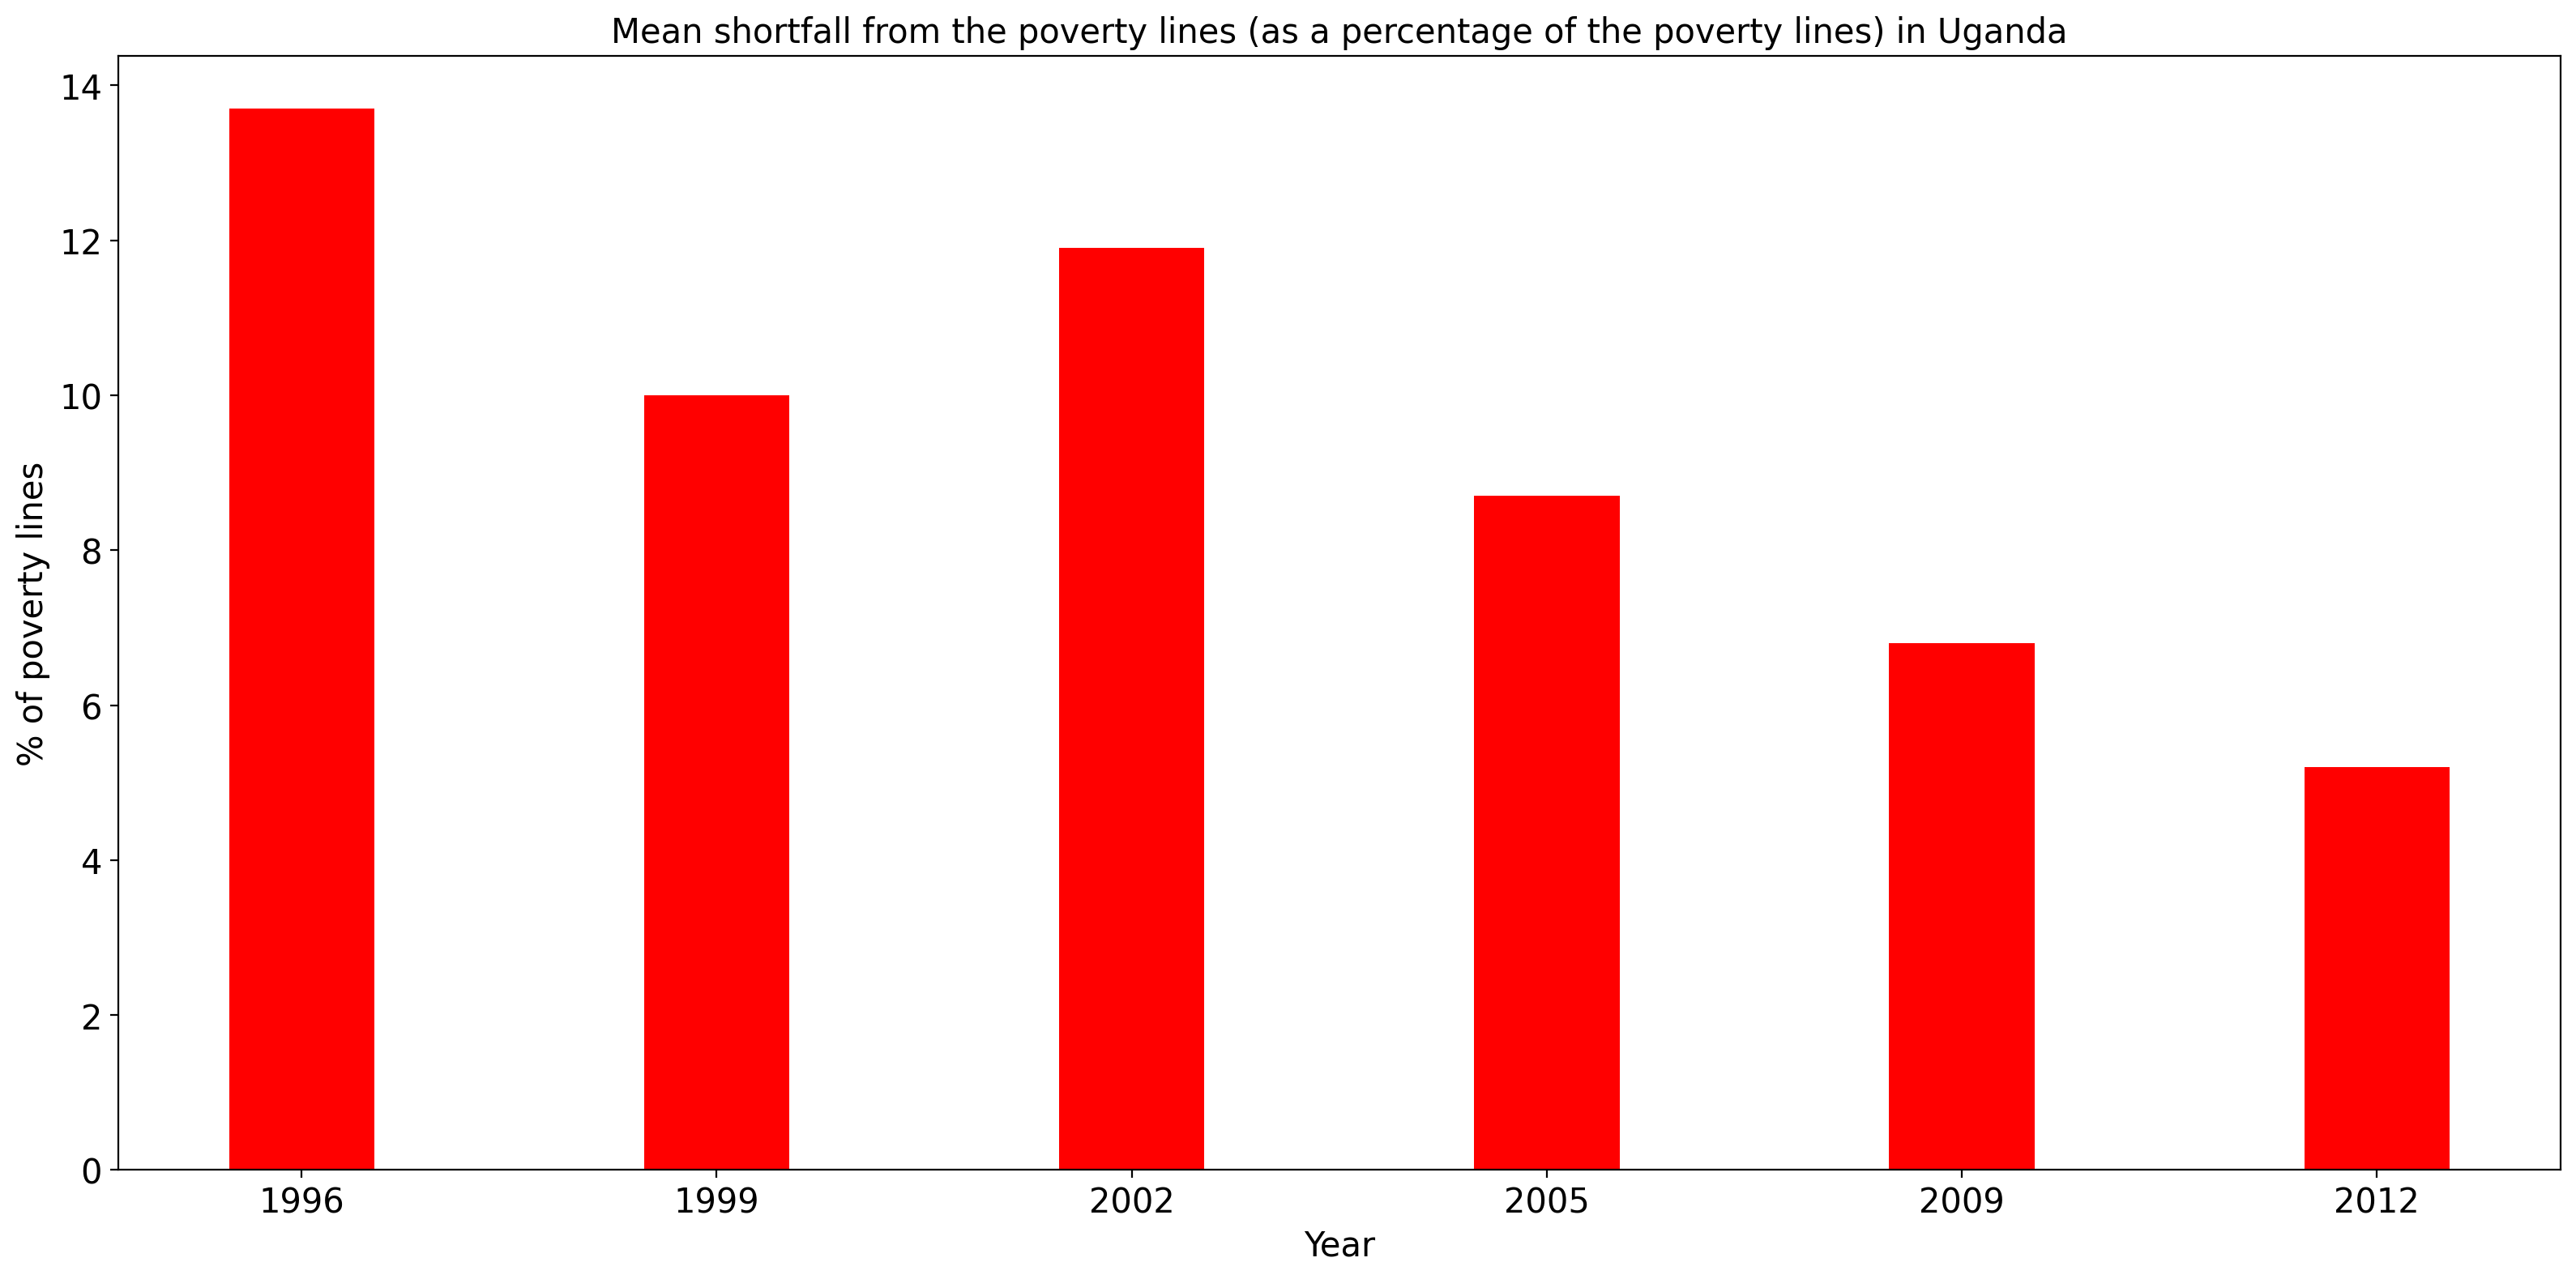 Mean shortfall from the poverty lines (as a percentage of the poverty lines) in Uganda
14
12
10
8
6
4
2
0
% of poverty lines
1996 1999 2002 2005 2009 2012
Year